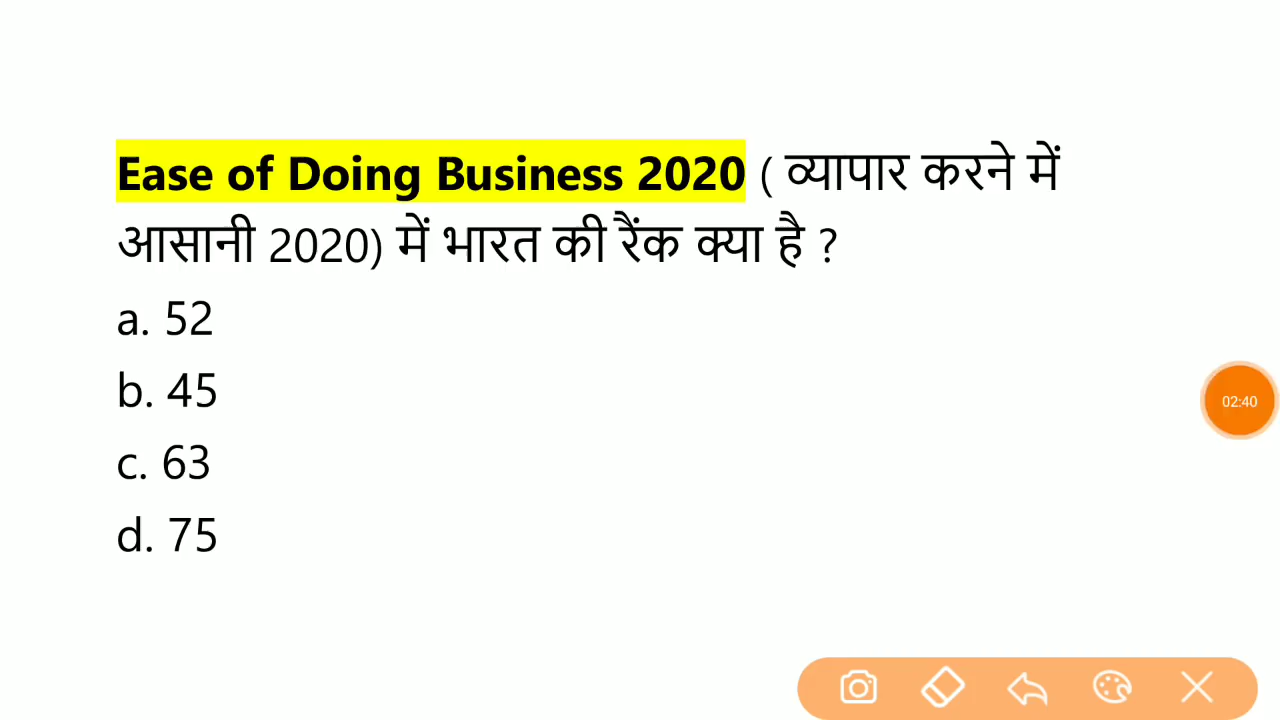 Ease of Doing Business 2020 ( व्यापार करने में
आसानी 2020) में भारत की रैंक क्या है ?
a. 52
b. 45
c. 63
d. 75
02:40